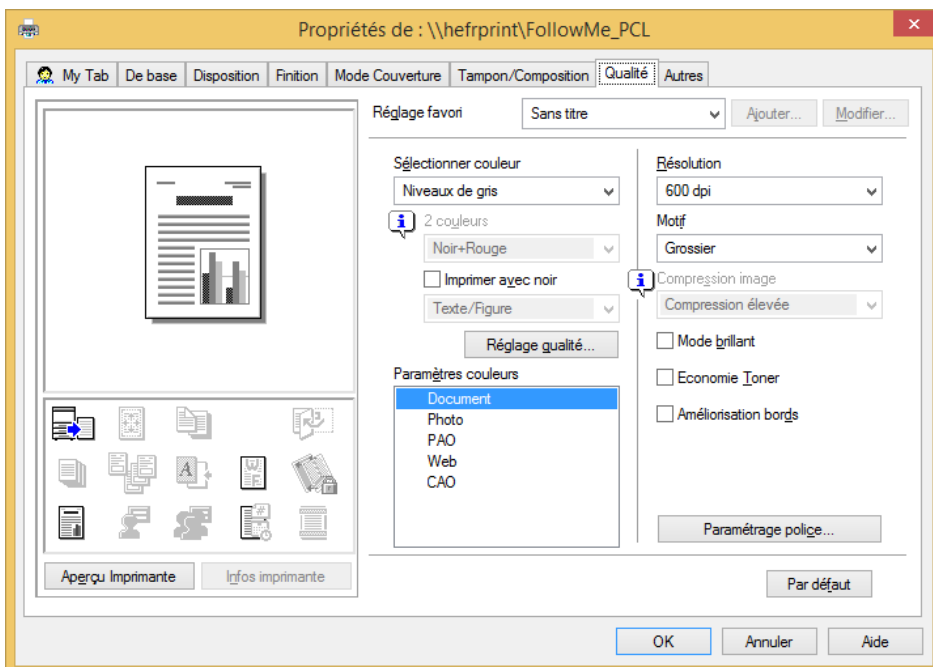 Propriétés de : \\hefrprint\FollowMe_PCL
My Tab De base Disposition Finition Mode Couverture Tampon/Composition Qualité Autres
Réglage favori Sans titre Ajouter... Modifier...
Sélectionner couleur
Niveaux de gris
2 couleurs
Noir+Rouge
Imprimer avec noir
Texte/Figure
Réglage qualité...
Paramètres couleurs
Document
Photo
PAO
Web
CAO
Résolution
600 dpi
Motif
Grossier
Compression image
Compression élevée
Mode brillant
Economie Toner
Amélioration bords
Paramétrage police...
Aperçu Imprimante Infos imprimante
Par défaut
OK Annuler Aide